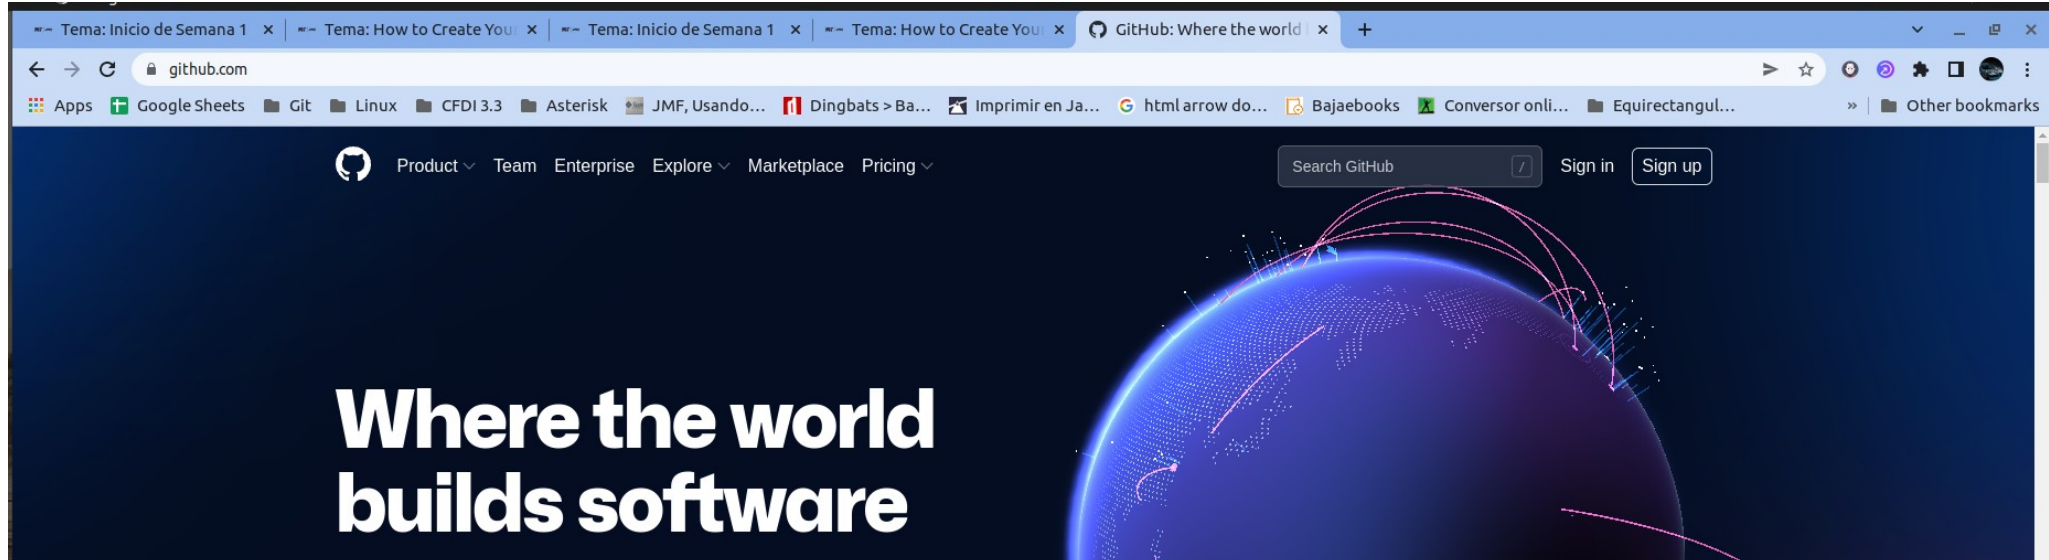 Tema: Inicio de Semana 1
Tema: How to Create You
Tema: Inicio de Semana 1
Tema: How to Create You
GitHub: Where the world
github.com
Apps
Google Sheets
Git
Linux
CFDI 3.3
Asterisk
JMF, Usando...
Dingbats > Ba...
Imprimir en Ja...
html arrow do...
Bajaebooks
Conversor onli...
Equirectangul...
»
Other bookmarks
Product Team Enterprise Explore Marketplace Pricing
Search GitHub /
Sign in
Sign up
Where the world
builds software